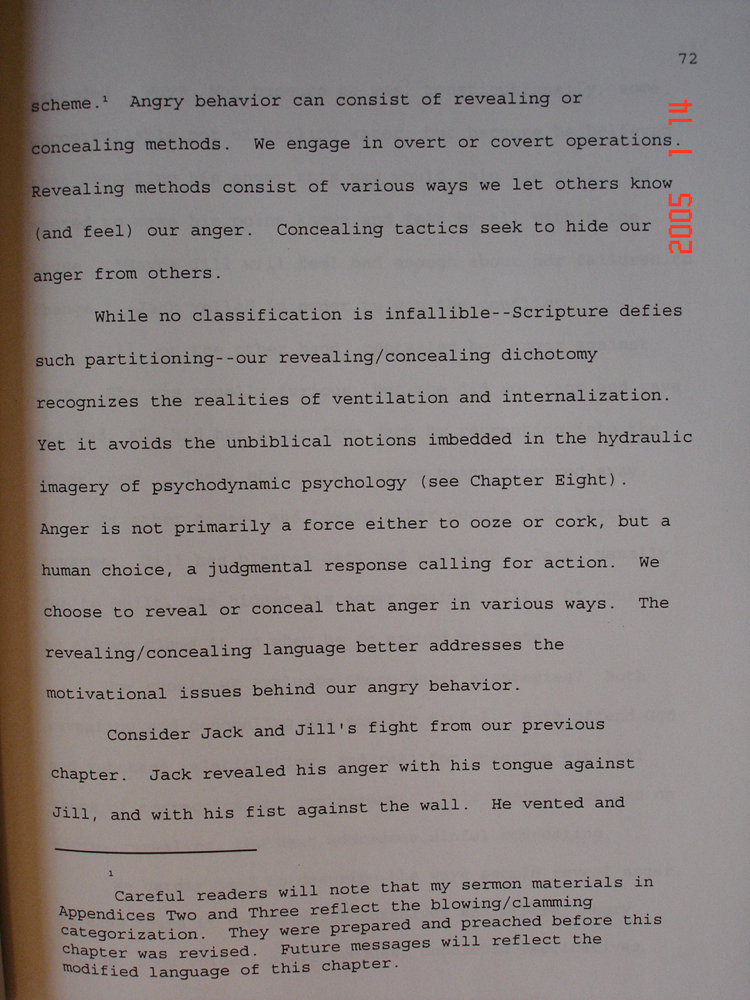 72
scheme.¹ Angry behavior can consist of revealing or
concealing methods. We engage in overt or covert operations.
Revealing methods consist of various ways we let others know
(and feel) our anger. Concealing tactics seek to hide our
anger from others.
While no classification is infallible--Scripture defies
such partitioning--our revealing/concealing dichotomy
recognizes the realities of ventilation and internalization.
Yet it avoids the unbiblical notions imbedded in the hydraulic
imagery of psychodynamic psychology (see Chapter Eight).
Anger is not primarily a force either to ooze or cork, but a
human choice, a judgmental response calling for action. We
choose to reveal or conceal that anger in various ways. The
revealing/concealing language better addresses the
motivational issues behind our angry behavior.
Consider Jack and Jill's fight from our previous
chapter. Jack revealed his anger with his tongue against
Jill, and with his fist against the wall. He vented and
1
Careful readers will note that my sermon materials in
Appendices Two and Three reflect the blowing/clamming
categorization. They were prepared and preached before this
chapter was revised. Future messages will reflect the
modified language of this chapter.
2005 1 14